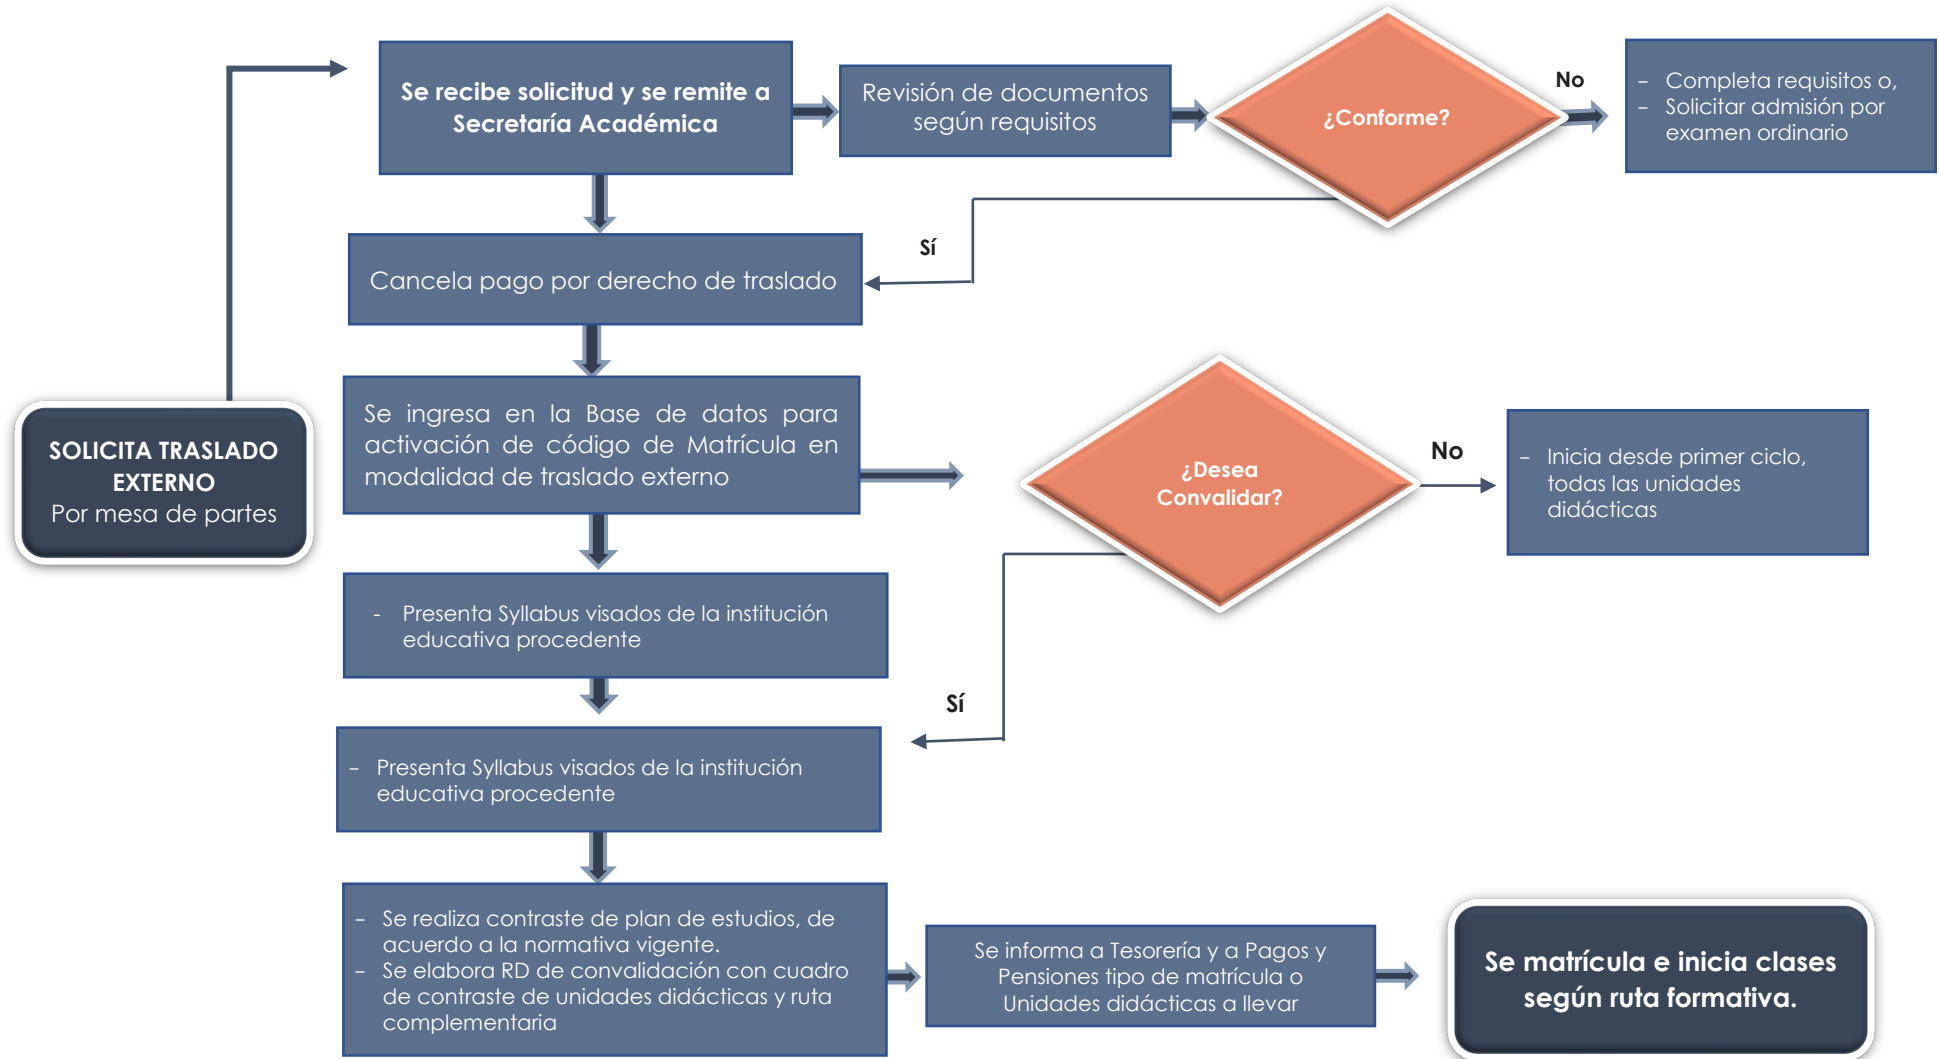 Se recibe solicitud y se remite a
Secretaría Académica
Revisión de documentos
según requisitos
¿Conforme?
No
- Completa requisitos o,
- Solicitar admisión por
examen ordinario
Sí
Cancela pago por derecho de traslado
SOLICITA TRASLADO
EXTERNO
Por mesa de partes
Se ingresa en la Base de datos para
activación de código de Matrícula en
modalidad de traslado externo
¿Desea
Convalidar?
No
- Inicia desde primer ciclo,
todas las unidades
didácticas
- Presenta Syllabus visados de la institución
educativa procedente
Sí
- Presenta Syllabus visados de la institución
educativa procedente
- Se realiza contraste de plan de estudios, de
acuerdo a la normativa vigente.
- Se elabora RD de convalidación con cuadro
de contraste de unidades didácticas y ruta
complementaria
Se informa a Tesorería y a Pagos y
Pensiones tipo de matrícula o
Unidades didácticas a llevar
Se matrícula e inicia clases
según ruta formativa.